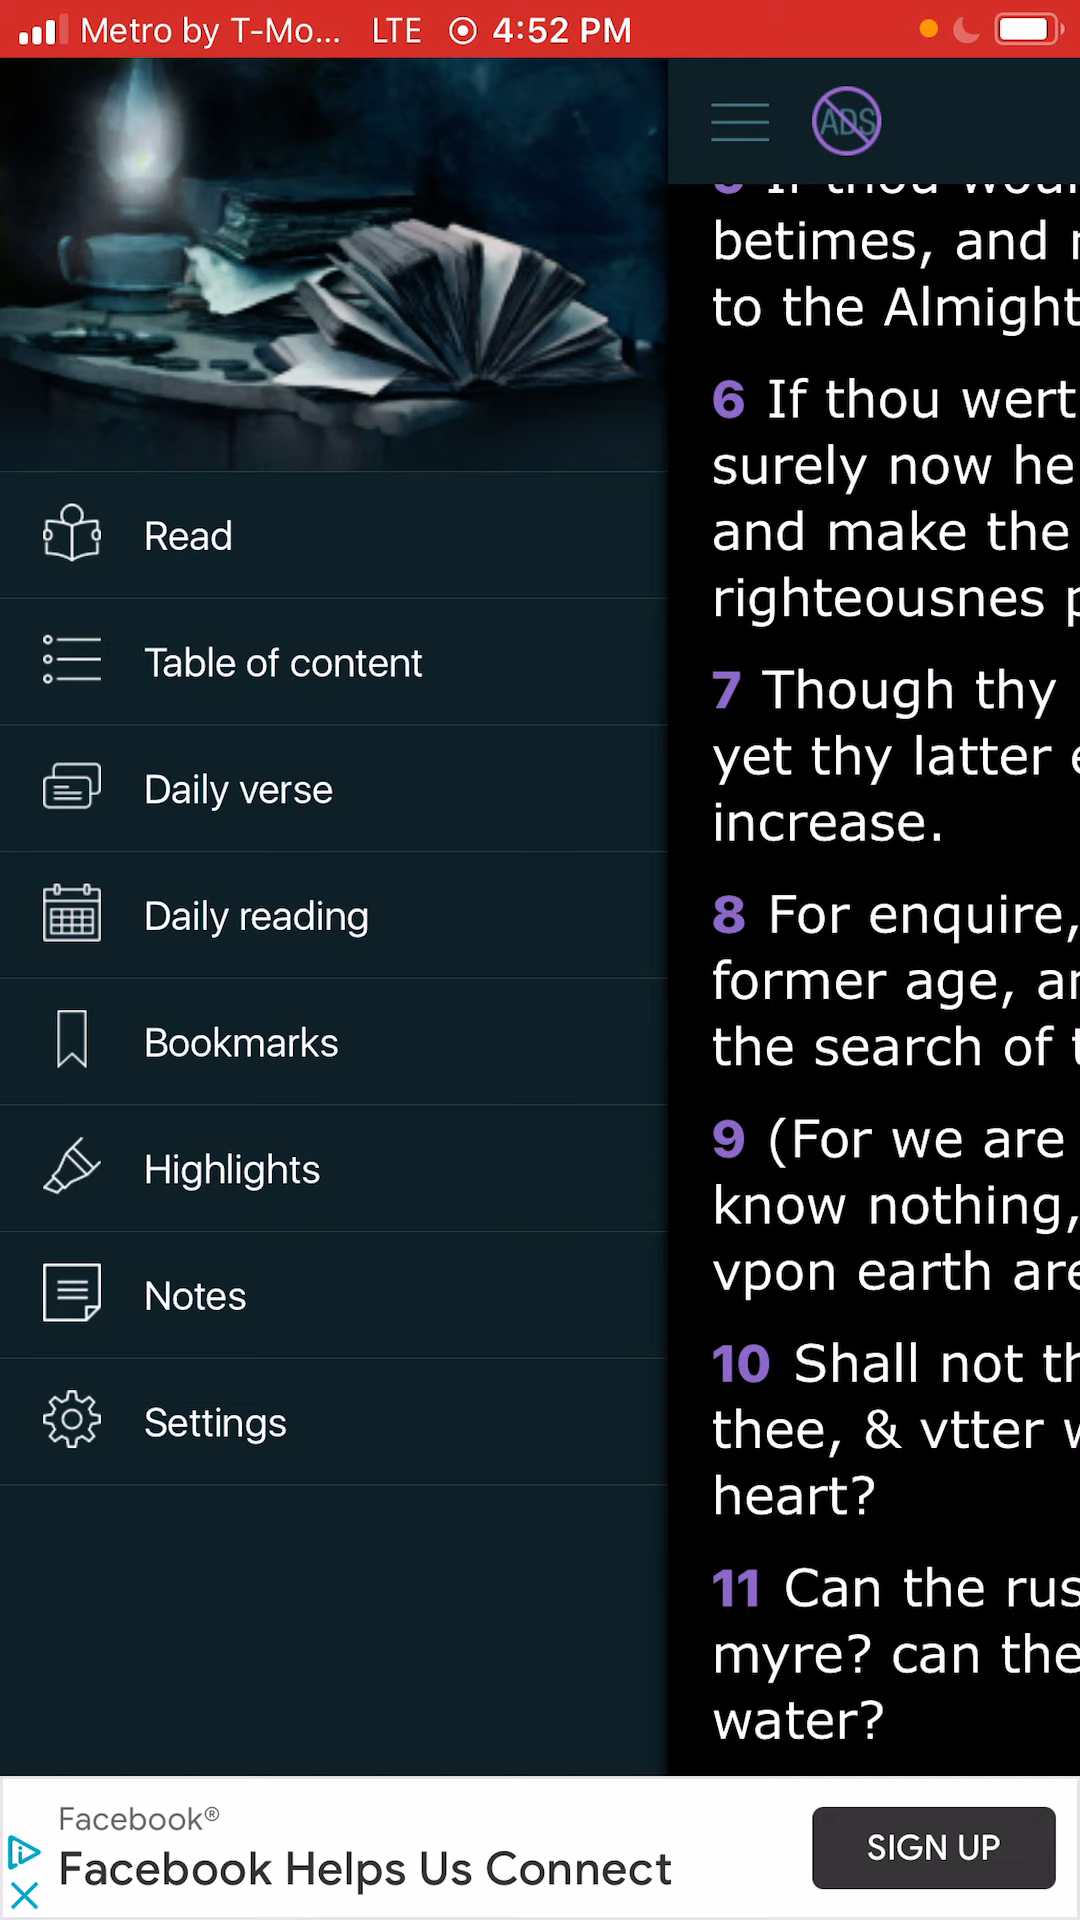 Metro by T-Mo... LTE 4:52 PM
ADS
Read
Table of content
Daily verse
Daily reading
Bookmarks
Highlights
Notes
Settings
If thou
betimes, and
to the Almight
6 If thou wert
surely now he
and make the
righteousnes
7 Though thy
yet thy latter
increase.
8 For enquire,
former age,
the search of
9 (For we are
know nothing,
vpon earth are
10 Shall not
thee, & vtter
heart?
11 Can the rus
myre? can the
water?
Facebook®
Facebook Helps Us Connect
SIGN UP